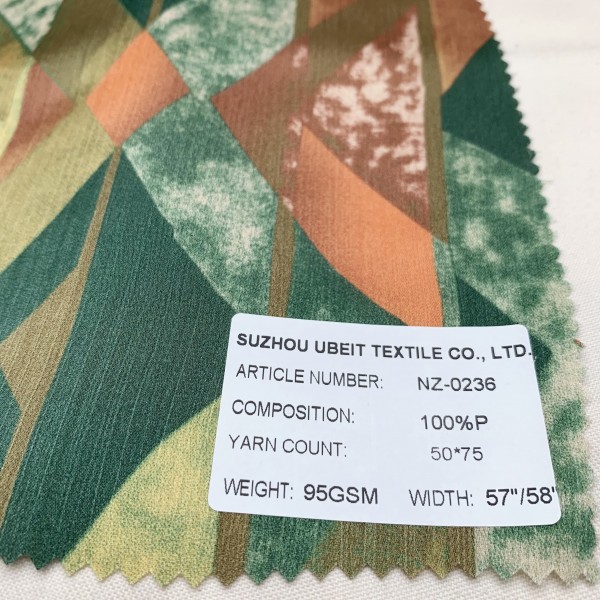 SUZHOU UBEIT TEXTILE CO., LTD.
ARTICLE NUMBER: NZ-0236
COMPOSITION: 100%P
YARN COUNT: 50*75
WEIGHT: 95GSM WIDTH: 57"/58"